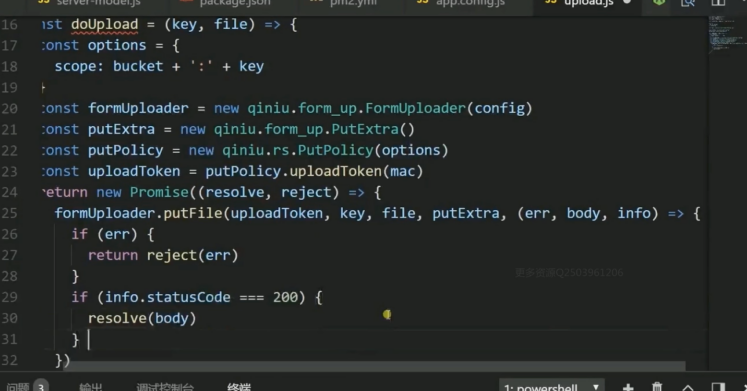 server-model.js package.json pm2.yml app.config.js upload.js
16 nst doUpload = (key, file) => {
17 const options = {
18 scope: bucket + ':' + key
19 }
20 const formUploader = new qiniu.form_up.FormUploader(config)
21 const putExtra = new qiniu.form_up.PutExtra()
22 const putPolicy = new qiniu.rs.PutPolicy(options)
23 const uploadToken = putPolicy.uploadToken(mac)
24 return new Promise((resolve, reject) => {
25 formUploader.putFile(uploadToken, key, file, putExtra, (err, body, info) => {
26 if (err) {
27 return reject(err)
28 }
更多资源Q2503961206
29 if (info.statusCode === 200) {
30 resolve(body)
31 }
32 })
问题 3 输出 调试控制台 终端 1: powershell